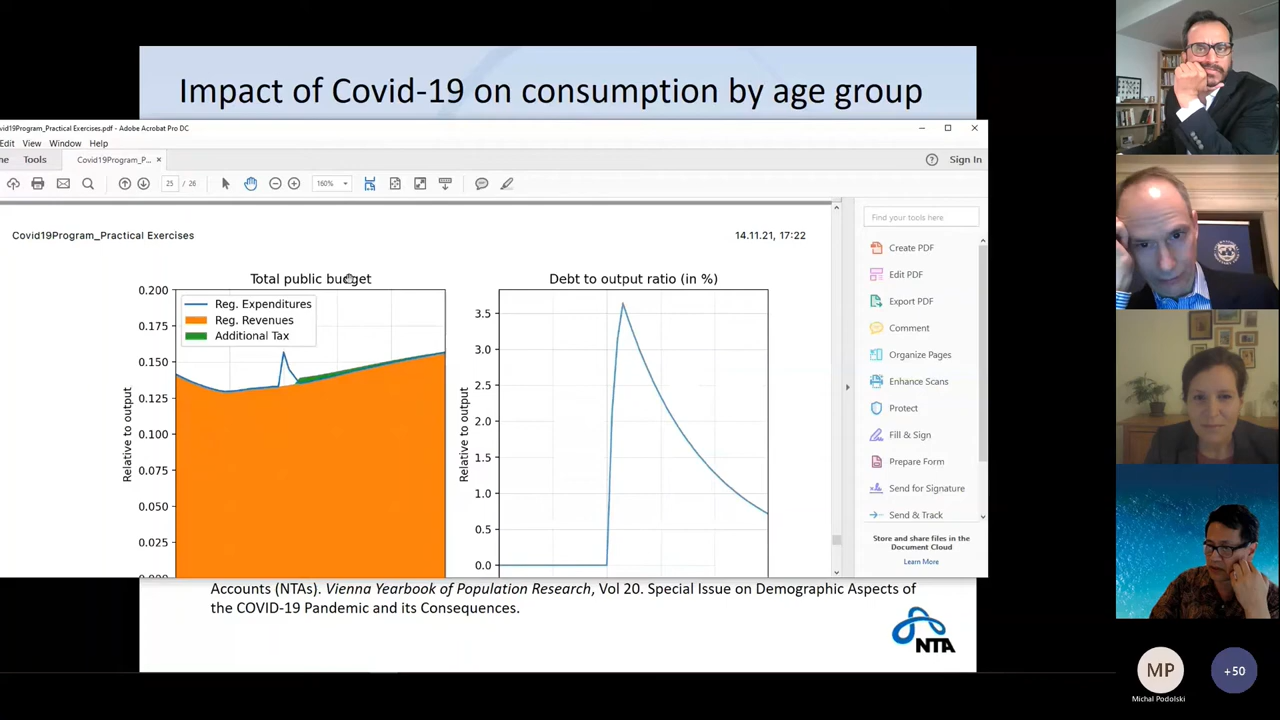 Impact of Covid-19 on consumption by age group
vid19Program_Practical Exercises.pdf - Adobe Acrobat Pro DC
Edit View Window Help
me Tools Covid19Program_P... × Sign In
23 / 26 160%
Covid19Program_Practical Exercises 14.11.21, 17:22
Find your tools here
Create PDF
Edit PDF
Export PDF
Comment
Organize Pages
Enhance Scans
Protect
Fill & Sign
Prepare Form
Send for Signature
Send & Track
Store and share files in the
Document Cloud
Learn More
Total public budget
Relative to output
0.200
0.175
0.150
0.125
0.100
0.075
0.050
0.025
0.000
Reg. Expenditures
Reg. Revenues
Additional Tax
Debt to output ratio (in %)
Relative to output
3.5
3.0
2.5
2.0
1.5
1.0
0.5
0.0
Accounts (NTAs). Vienna Yearbook of Population Research, Vol 20. Special Issue on Demographic Aspects of
the COVID-19 Pandemic and its Consequences.
NTA
MP
Michal Podolski
+50